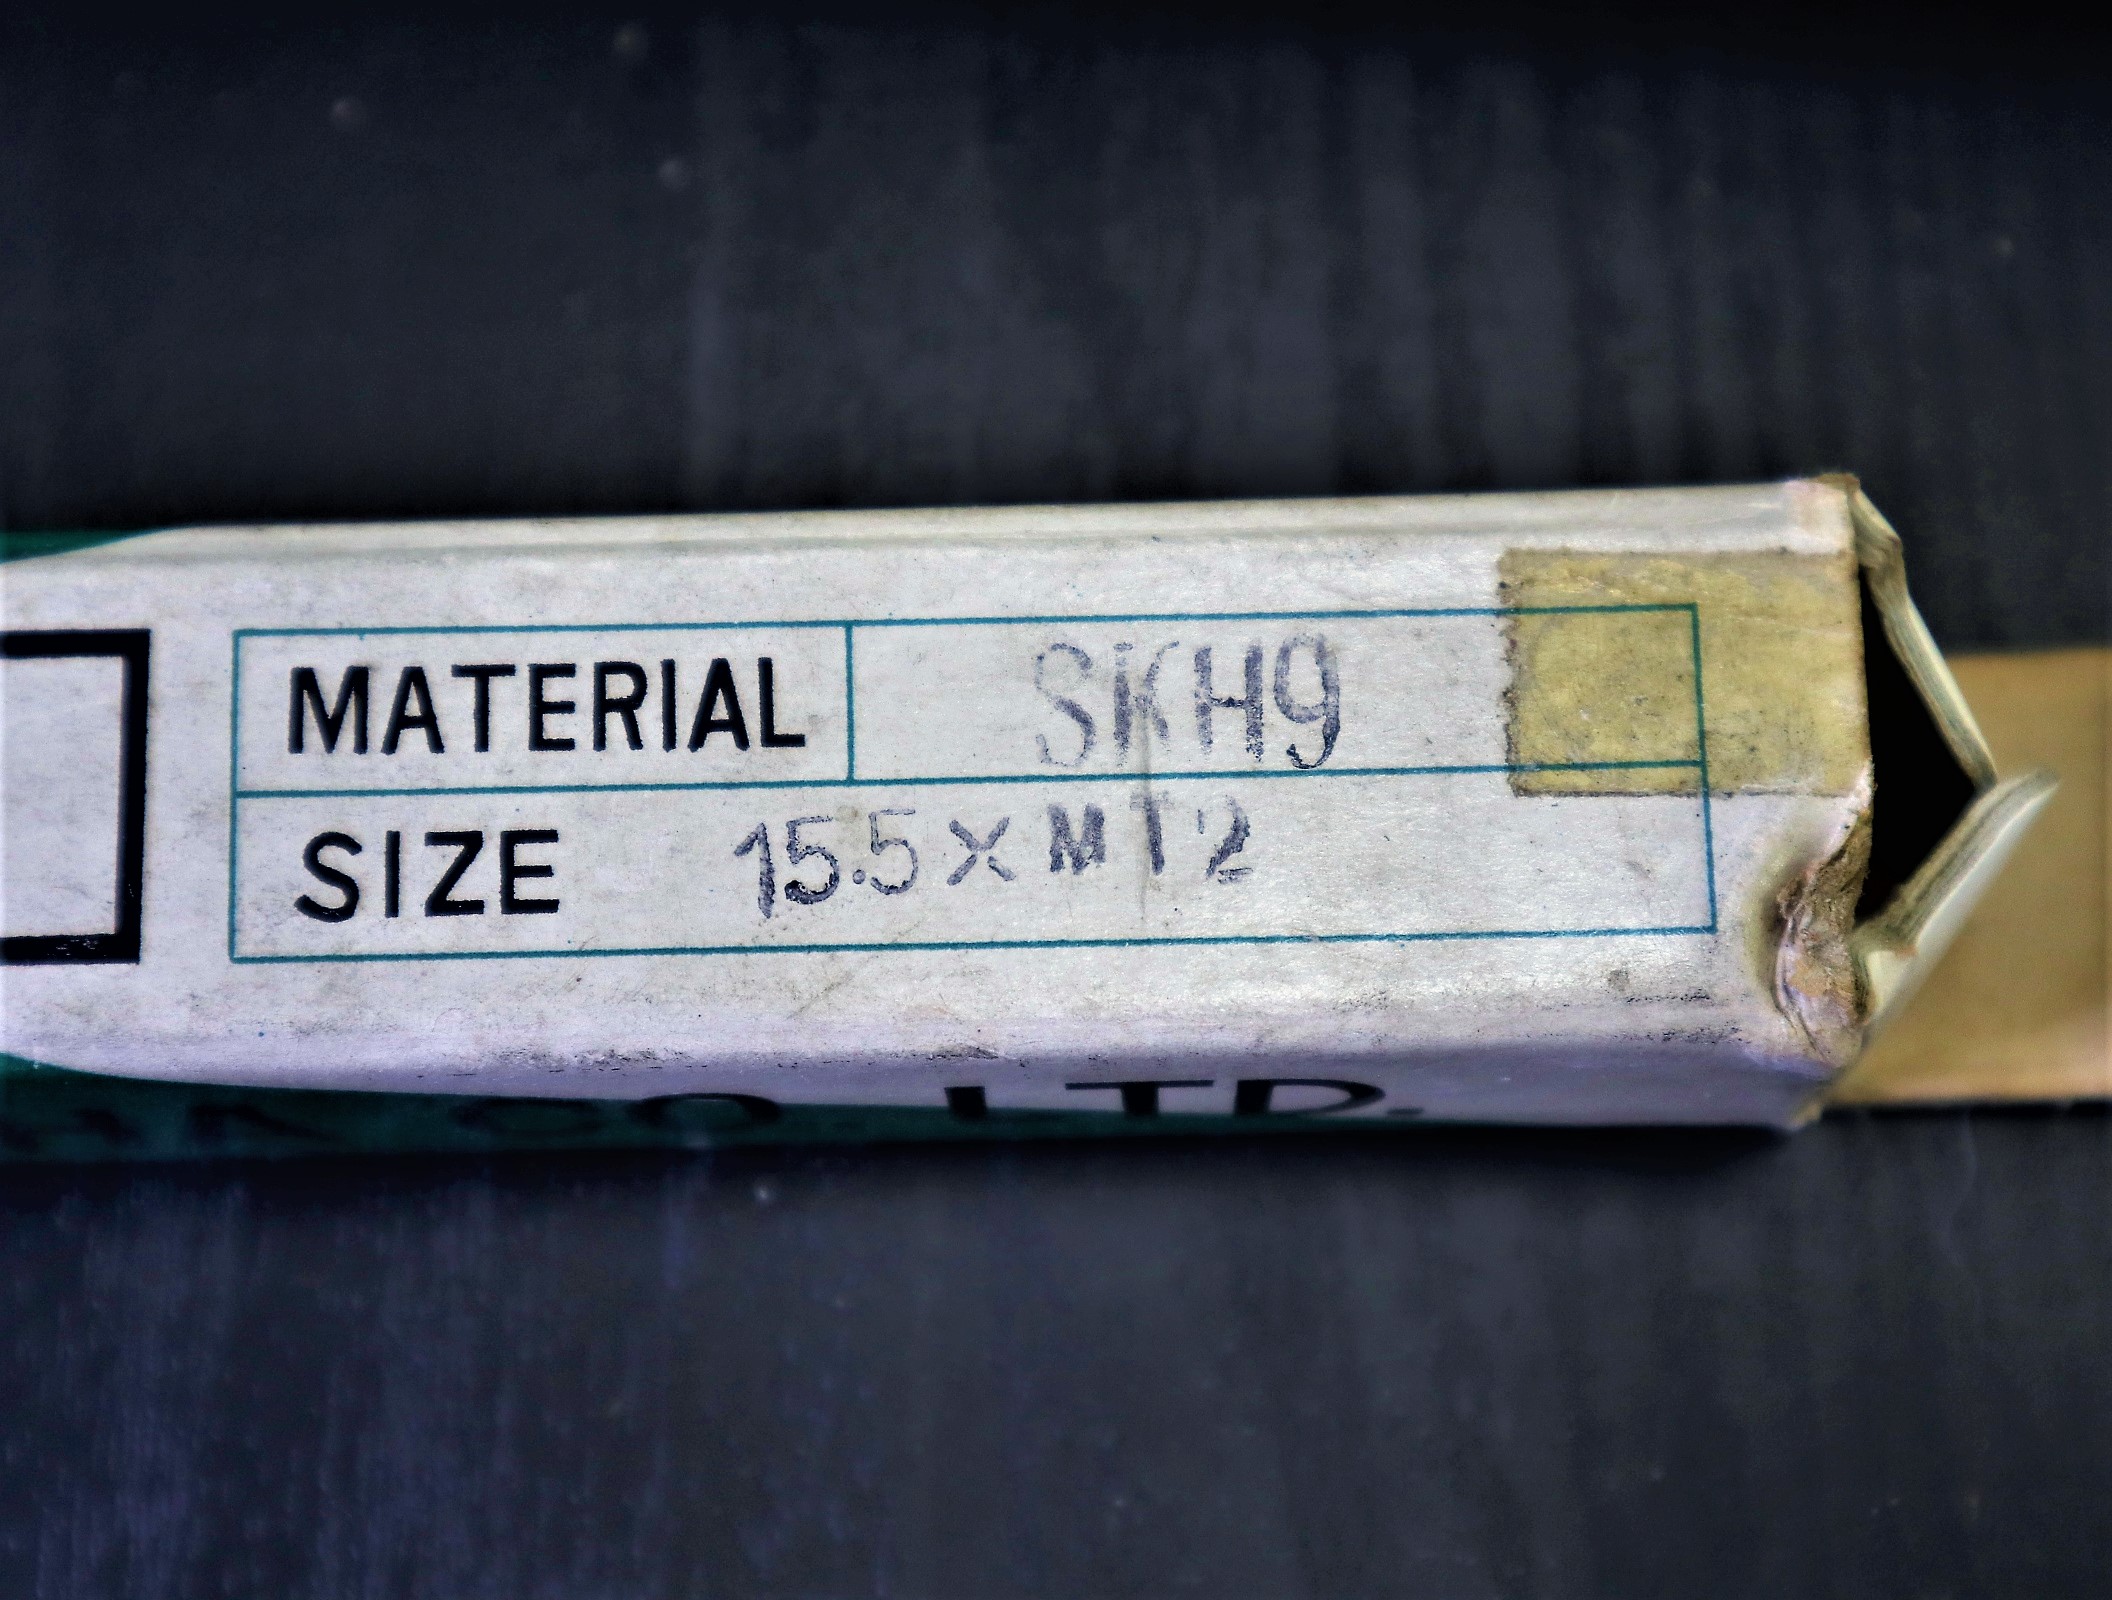 MATERIAL SKH9
SIZE 15.5 x MT2
CO. LTD.